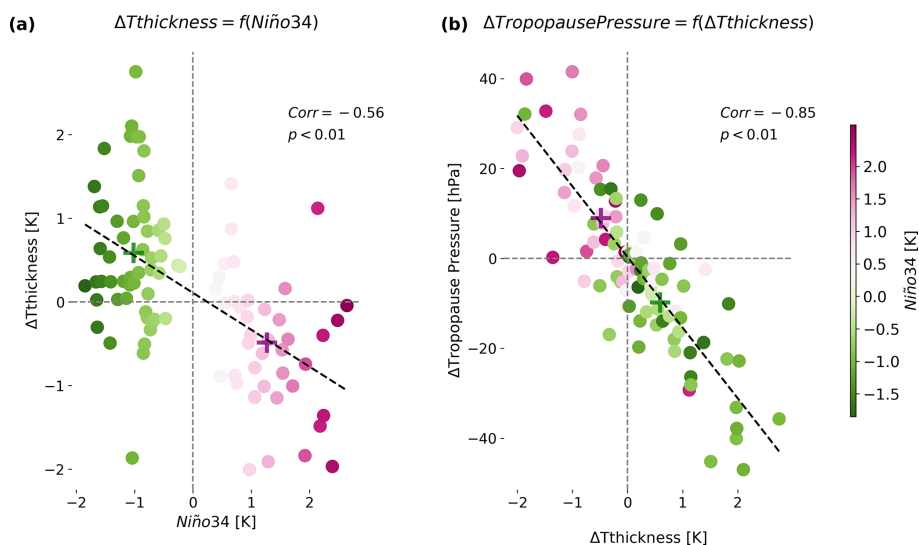 (a)
ΔTthickness = f(Niño34)
(b)
ΔTropopausePressure = f(ΔTthickness)
Corr = −0.56
p < 0.01
Corr = −0.85
p < 0.01
ΔTthickness [K]
2
1
0
−1
−2
−2
−1
0
1
2
Niño34 [K]
ΔTropopause Pressure [hPa]
40
20
0
−20
−40
−2
−1
0
1
2
ΔTthickness [K]
2.0
1.5
1.0
0.5
0.0
−0.5
−1.0
−1.5
Niño34 [K]